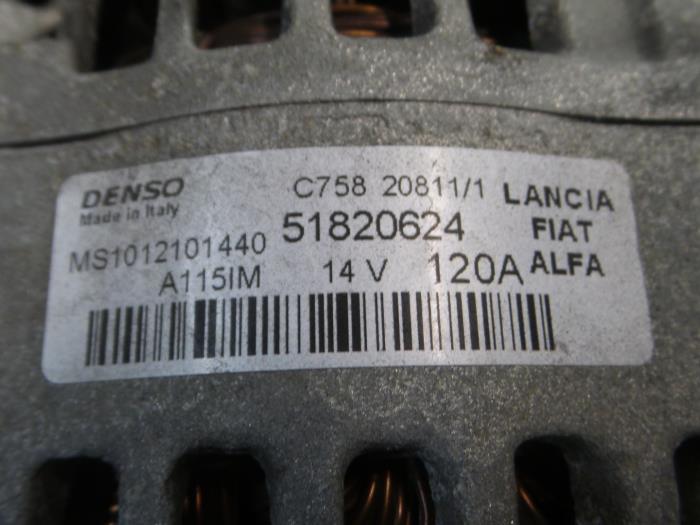 DENSO
Made in Italy
C758 20811/1
LANCIA
FIAT
ALFA
51820624
MS1012101440
A115IM 14 V 120A